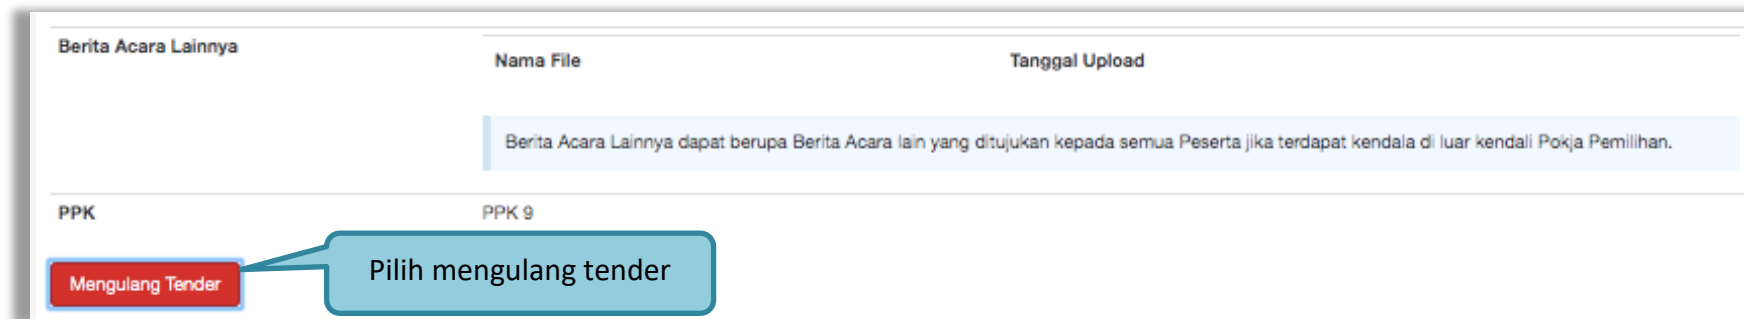 Berita Acara Lainnya
Nama File Tanggal Upload
Berita Acara Lainnya dapat berupa Berita Acara lain yang ditujukan kepada semua Peserta jika terdapat kendala di luar kendali Pokja Pemilihan.
PPK PPK 9
Mengulang Tender Pilih mengulang tender